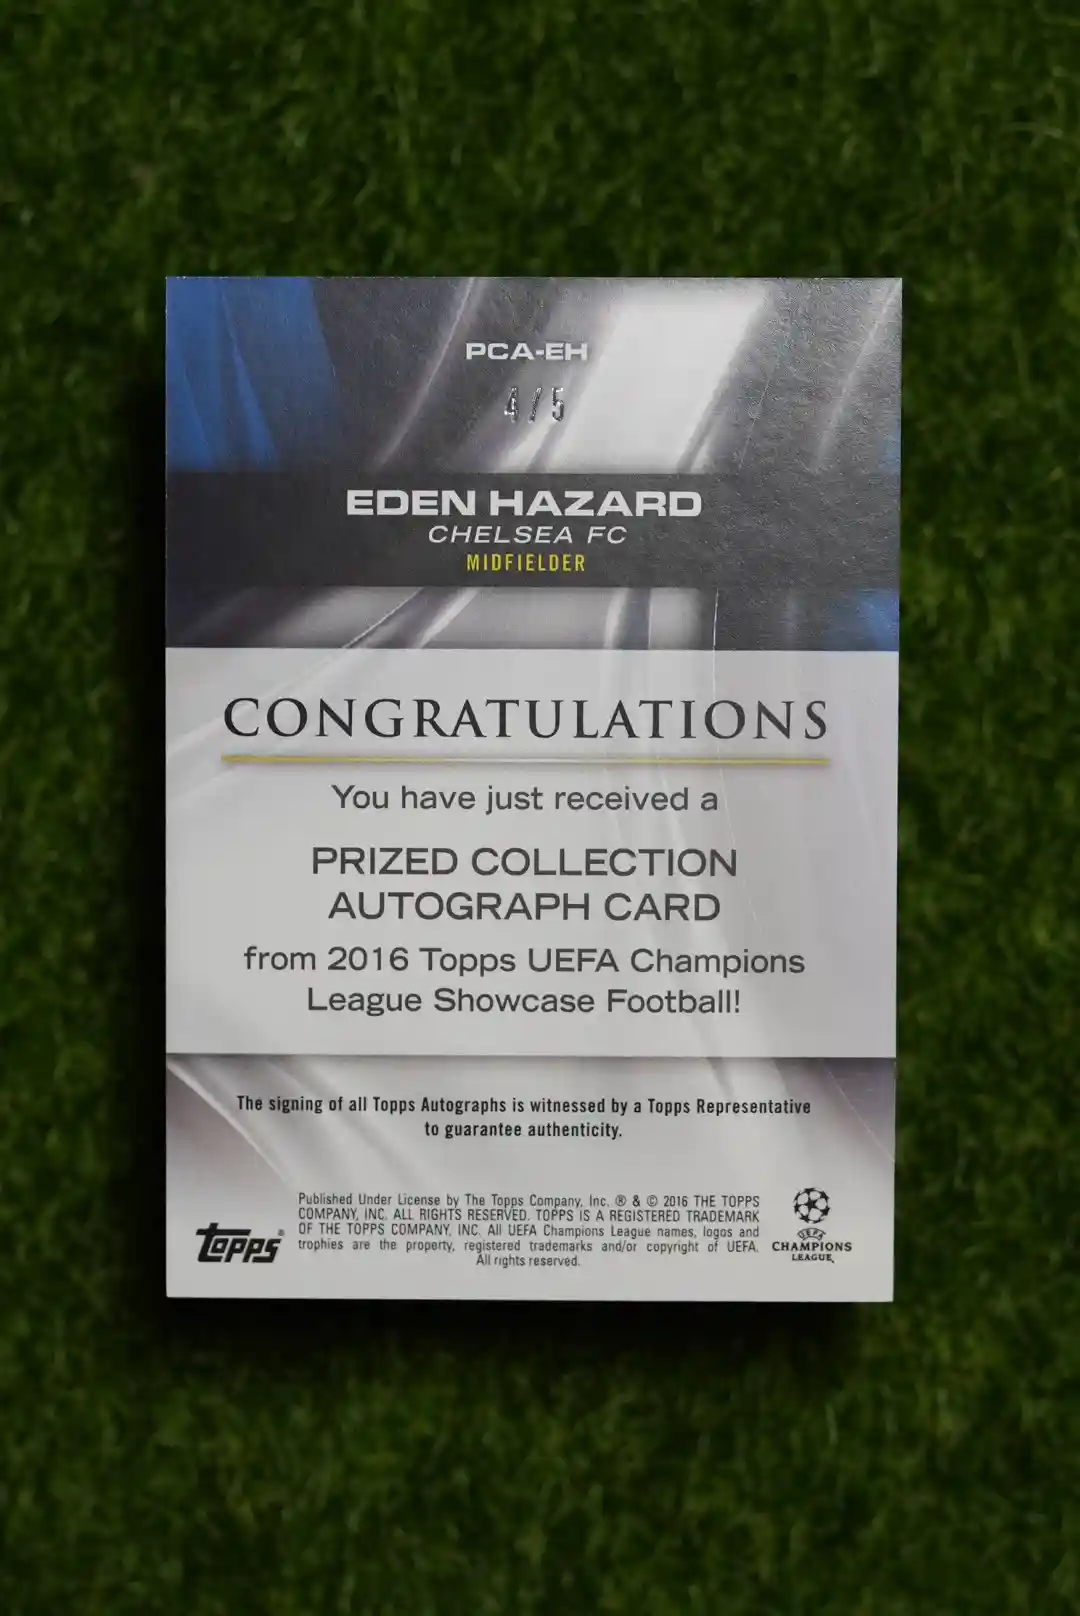 PCA-EH
4/5
EDEN HAZARD
CHELSEA FC
MIDFIELDER
CONGRATULATIONS
You have just received a
PRIZED COLLECTION
AUTOGRAPH CARD
from 2016 Topps UEFA Champions
League Showcase Football!
The signing of all Topps Autographs is witnessed by a Topps Representative
to guarantee authenticity.
Published Under License by The Topps Company, Inc. ® & © 2016 THE TOPPS
COMPANY, INC. ALL RIGHTS RESERVED. TOPPS IS A REGISTERED TRADEMARK
OF THE TOPPS COMPANY, INC. All UEFA Champions League names, logos and
trophies are the property, registered trademarks and/or copyright of UEFA.
All rights reserved.
Topps®
UEFA
CHAMPIONS
LEAGUE